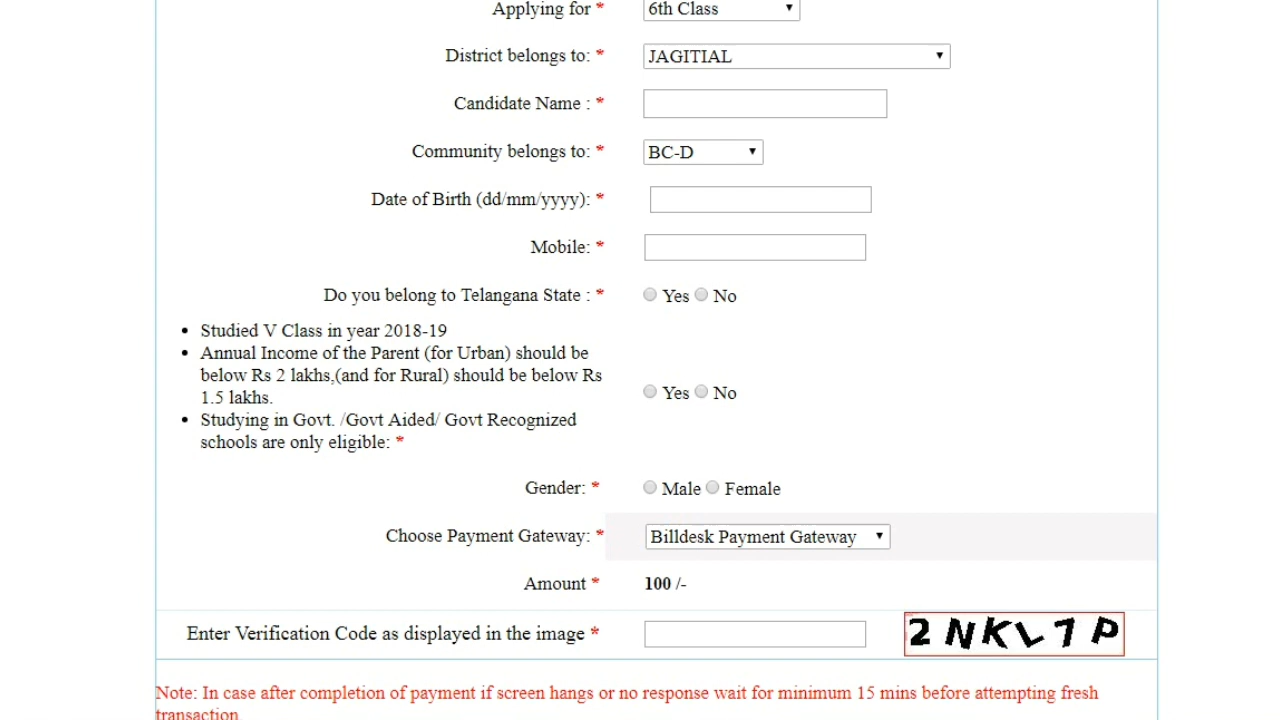 Applying for * 6th Class
District belongs to: * JAGITIAL
Candidate Name : *
Community belongs to: * BC-D
Date of Birth (dd/mm/yyyy): *
Mobile: *
Do you belong to Telangana State : * Yes No
• Studied V Class in year 2018-19
• Annual Income of the Parent (for Urban) should be
below Rs 2 lakhs,(and for Rural) should be below Rs
1.5 lakhs.
Yes No
• Studying in Govt. /Govt Aided/ Govt Recognized
schools are only eligible: *
Gender: * Male Female
Choose Payment Gateway: * Billdesk Payment Gateway
Amount * 100 /-
Enter Verification Code as displayed in the image * 2NKL7P
Note: In case after completion of payment if screen hangs or no response wait for minimum 15 mins before attempting fresh
transaction.